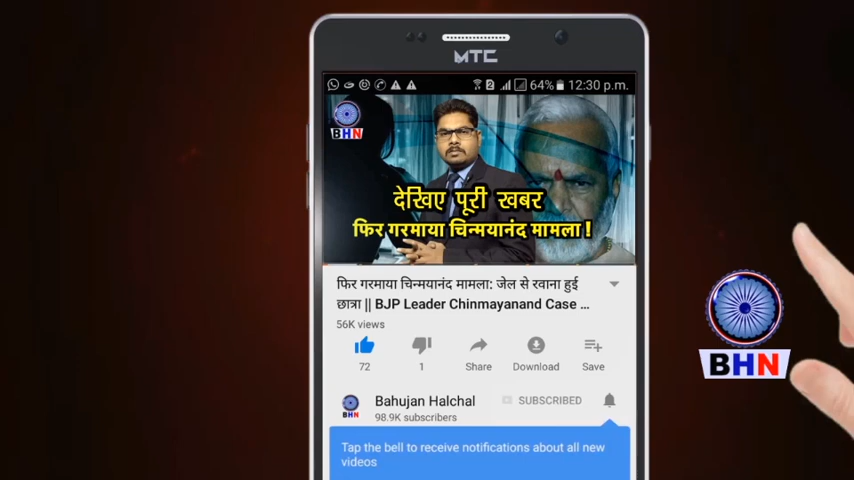 MTC
64% 12:30 p.m.
BHN
देखिए पूरी खबर
फिर गरमाया चिन्मयानंद मामला !
फिर गरमाया चिन्मयानंद मामला: जेल से रवाना हुई
छात्रा || BJP Leader Chinmayanand Case ...
56K views
72
1
Share
Download
Save
BHN
Bahujan Halchal
SUBSCRIBED
98.9K subscribers
Tap the bell to receive notifications about all new
videos
BHN